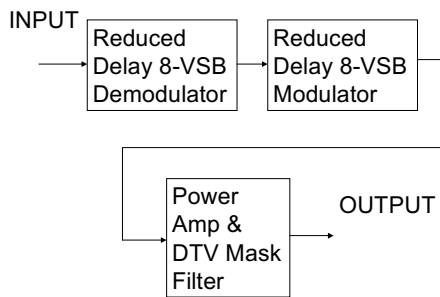 INPUT
Reduced
Delay 8-VSB
Demodulator
Reduced
Delay 8-VSB
Modulator
Power
Amp &
DTV Mask
Filter
OUTPUT